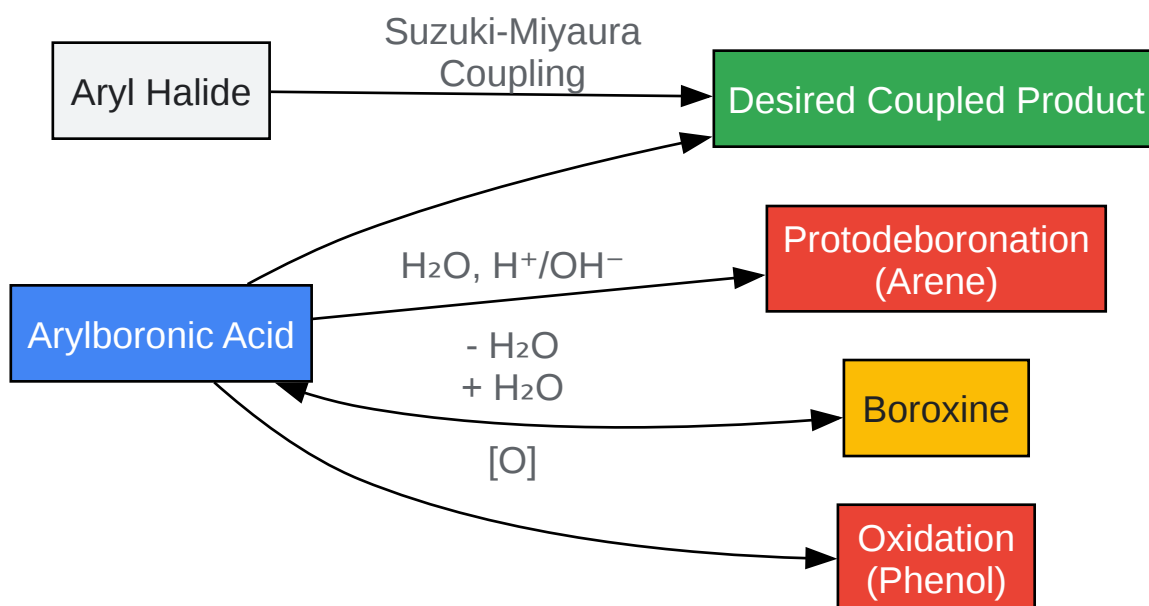 Suzuki-Miyaura
Coupling
Aryl Halide
Desired Coupled Product
Protodeboronation
(Arene)
H₂O, H⁺/OH⁻
Arylboronic Acid
- H₂O
+ H₂O
Boroxine
[O]
Oxidation
(Phenol)